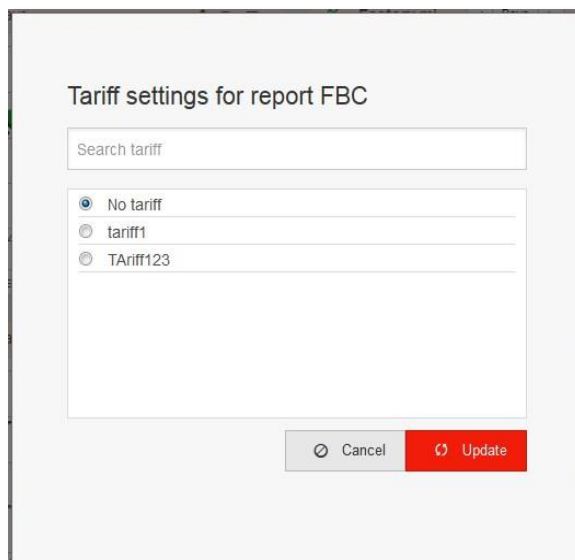 Tariff settings for report FBC
Search tariff
No tariff
tariff1
TAriff123
Cancel
Update